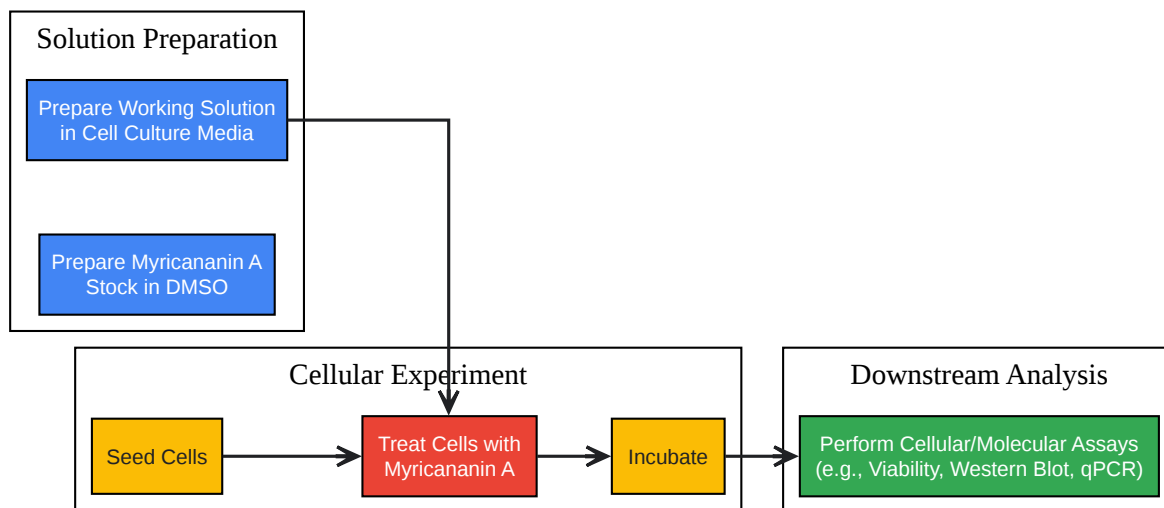 Solution Preparation
Prepare Working Solution
in Cell Culture Media
Prepare Myricananin A
Stock in DMSO
Cellular Experiment
Seed Cells
Treat Cells with
Myricananin A
Incubate
Downstream Analysis
Perform Cellular/Molecular Assays
(e.g., Viability, Western Blot, qPCR)